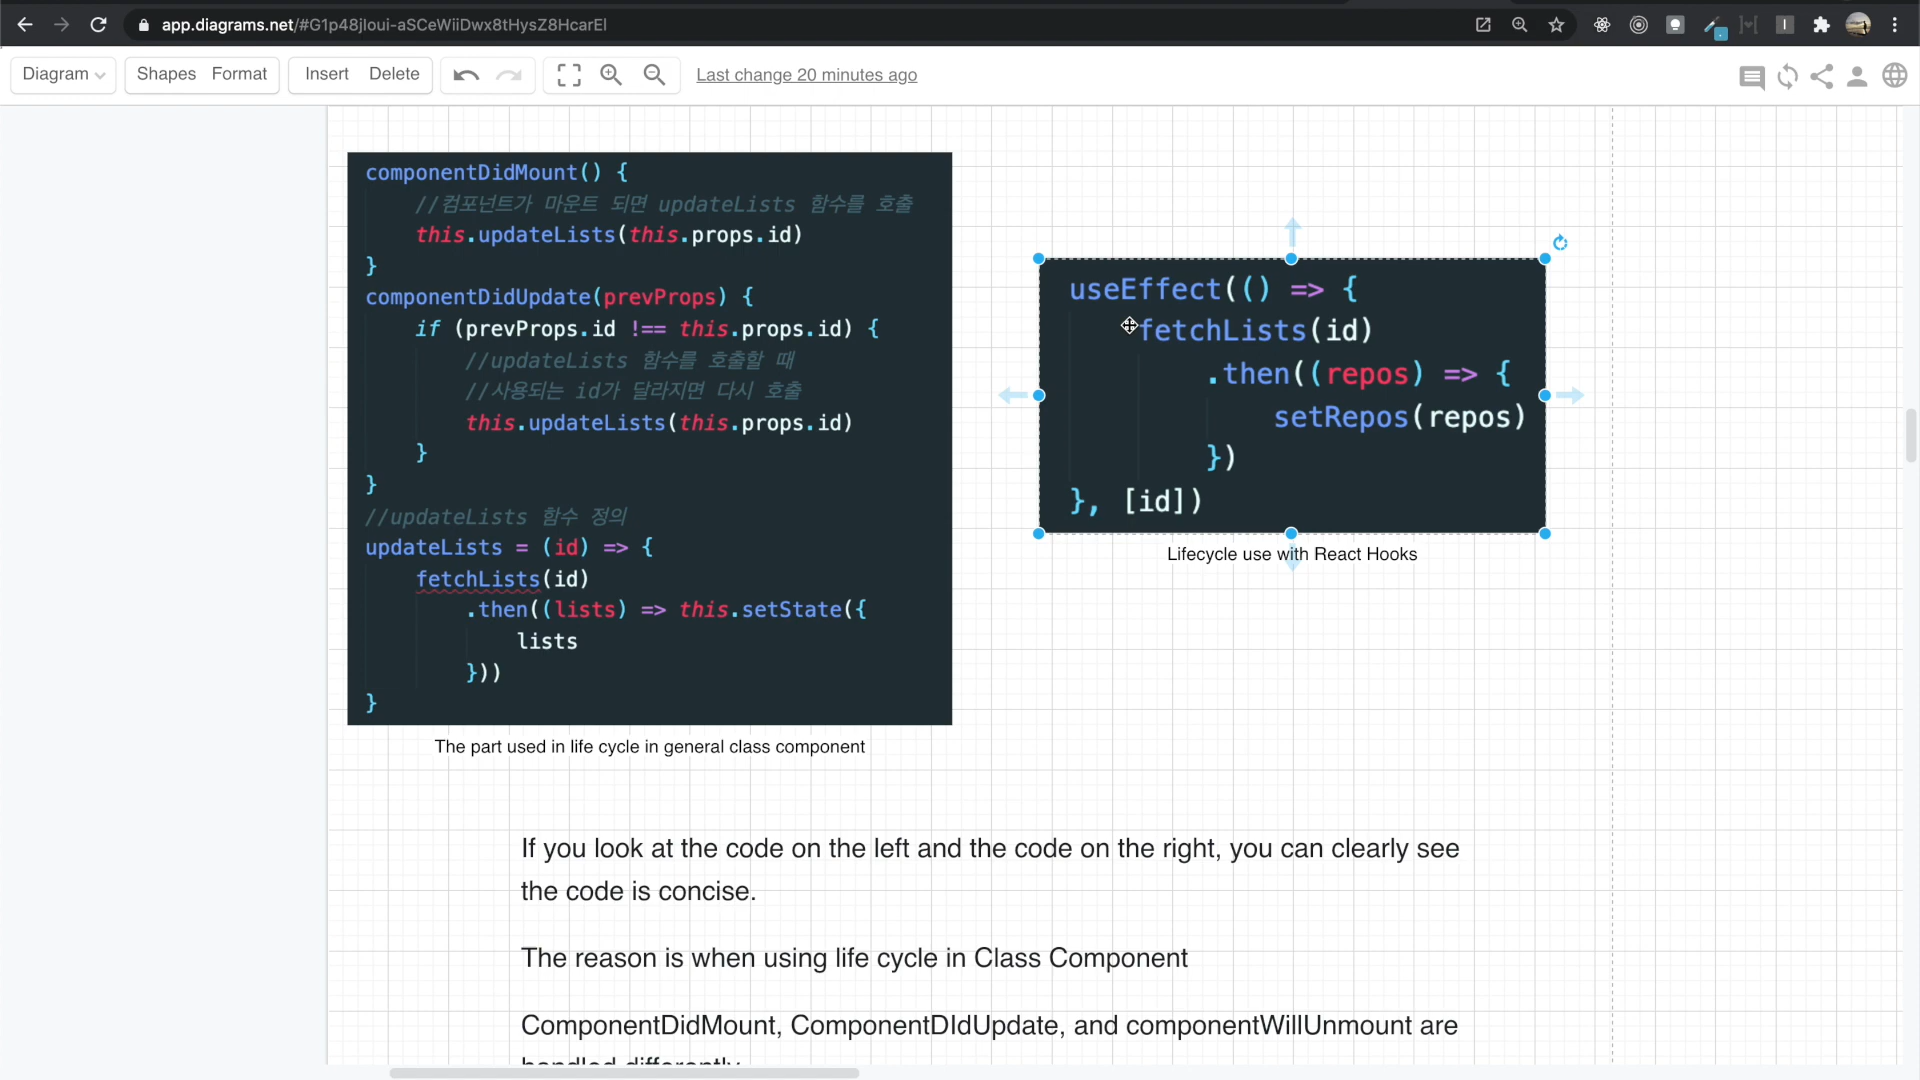 app.diagrams.net/#G1p48jIoui-aSCeWiiDwx8tHysZ8HcarEl
Diagram Shapes Format Insert Delete Last change 20 minutes ago
componentDidMount() {
//컴포넌트가 마운트 되면 updateLists 함수를 호출
this.updateLists(this.props.id)
}
componentDidUpdate(prevProps) {
if (prevProps.id !== this.props.id) {
//updateLists 함수를 호출할 때
//사용되는 id가 달라지면 다시 호출
this.updateLists(this.props.id)
}
}
//updateLists 함수 정의
updateLists = (id) => {
fetchLists(id)
.then((lists) => this.setState({
lists
}))
}
The part used in life cycle in general class component
useEffect(() => {
fetchLists(id)
.then((repos) => {
setRepos(repos)
})
}, [id])
Lifecycle use with React Hooks
If you look at the code on the left and the code on the right, you can clearly see
the code is concise.
The reason is when using life cycle in Class Component
ComponentDidMount, ComponentDIdUpdate, and componentWillUnmount are
handled differently